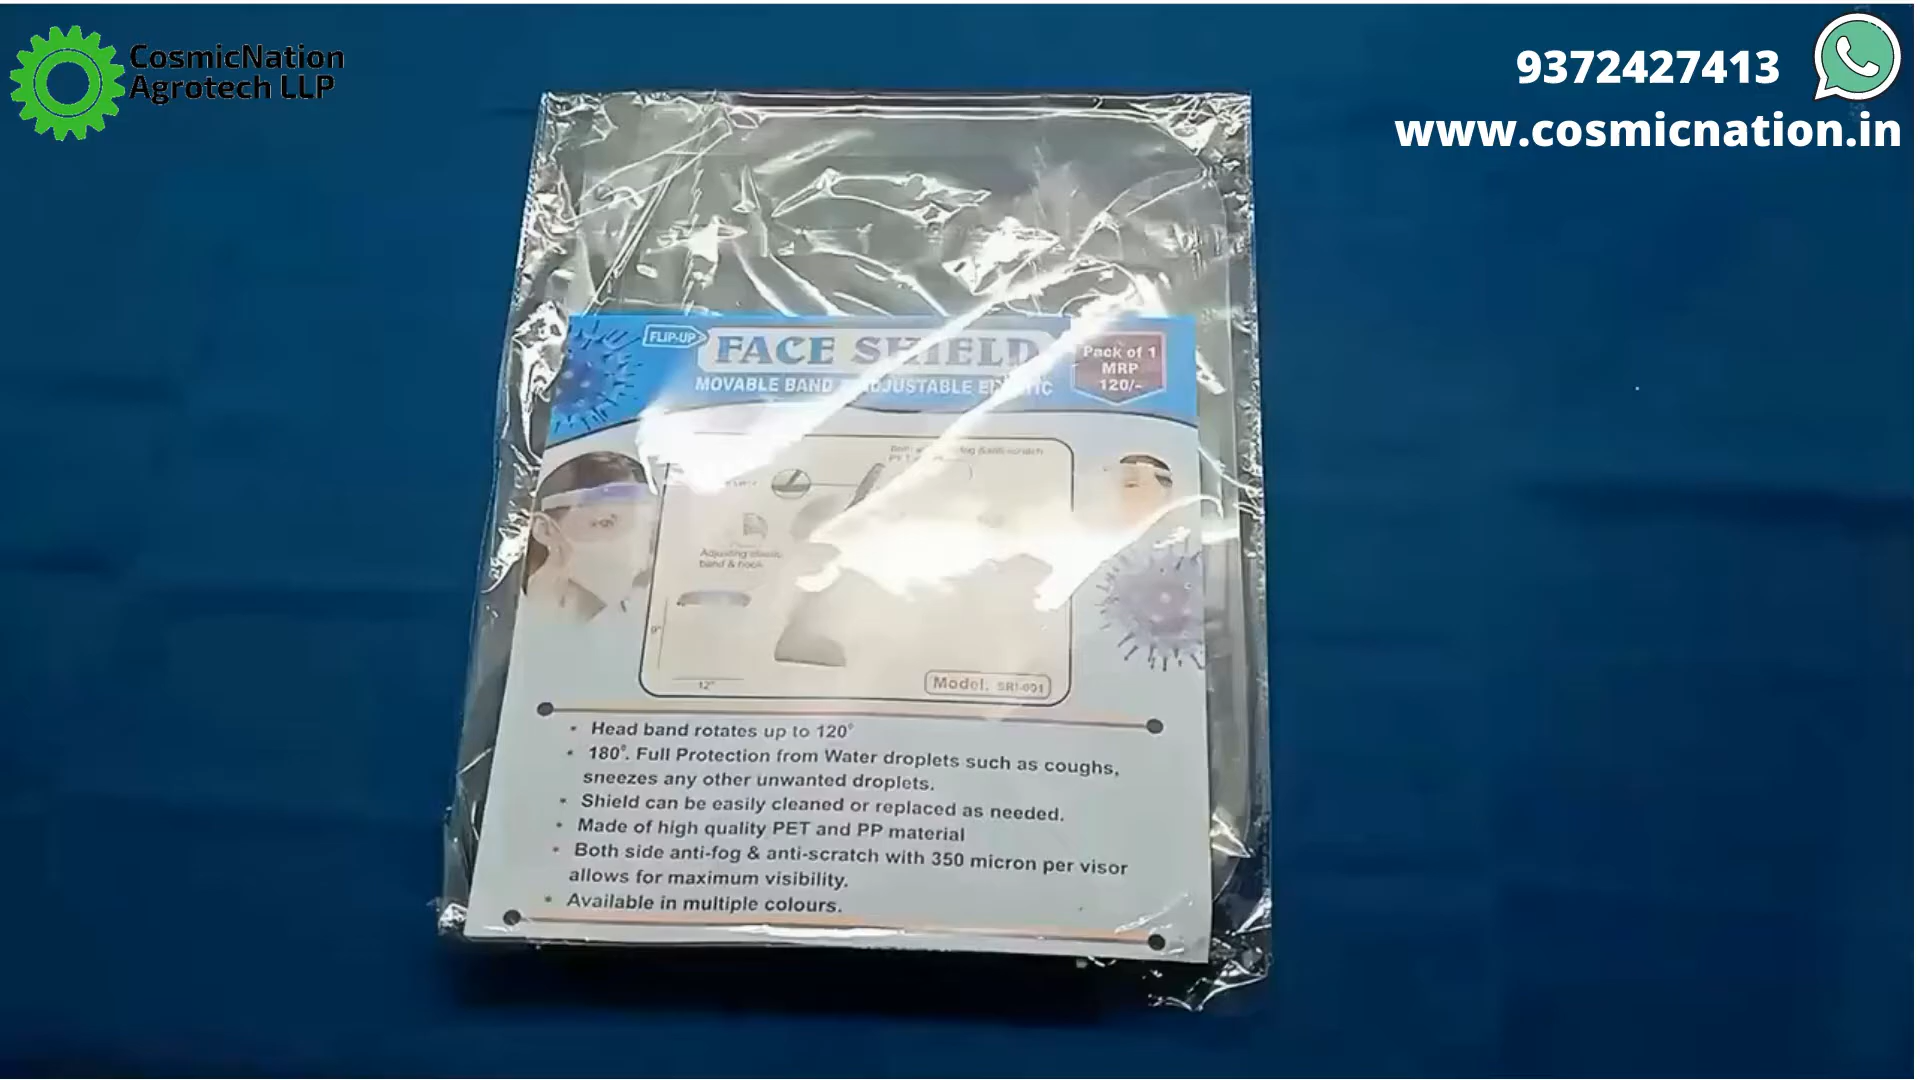 CosmicNation
Agrotech LLP
9372427413
www.cosmicnation.in
FLIP-UP
FACE SHIELD
Pack of 1
MRP
120/-
MOVABLE BAND
Adjusting elastic
band & hook
9"
12"
Model: SRI-001
• Head band rotates up to 120°
• 180°. Full Protection from Water droplets such as coughs,
sneezes any other unwanted droplets.
• Shield can be easily cleaned or replaced as needed.
• Made of high quality PET and PP material
• Both side anti-fog & anti-scratch with 350 micron per visor
allows for maximum visibility.
• Available in multiple colours.